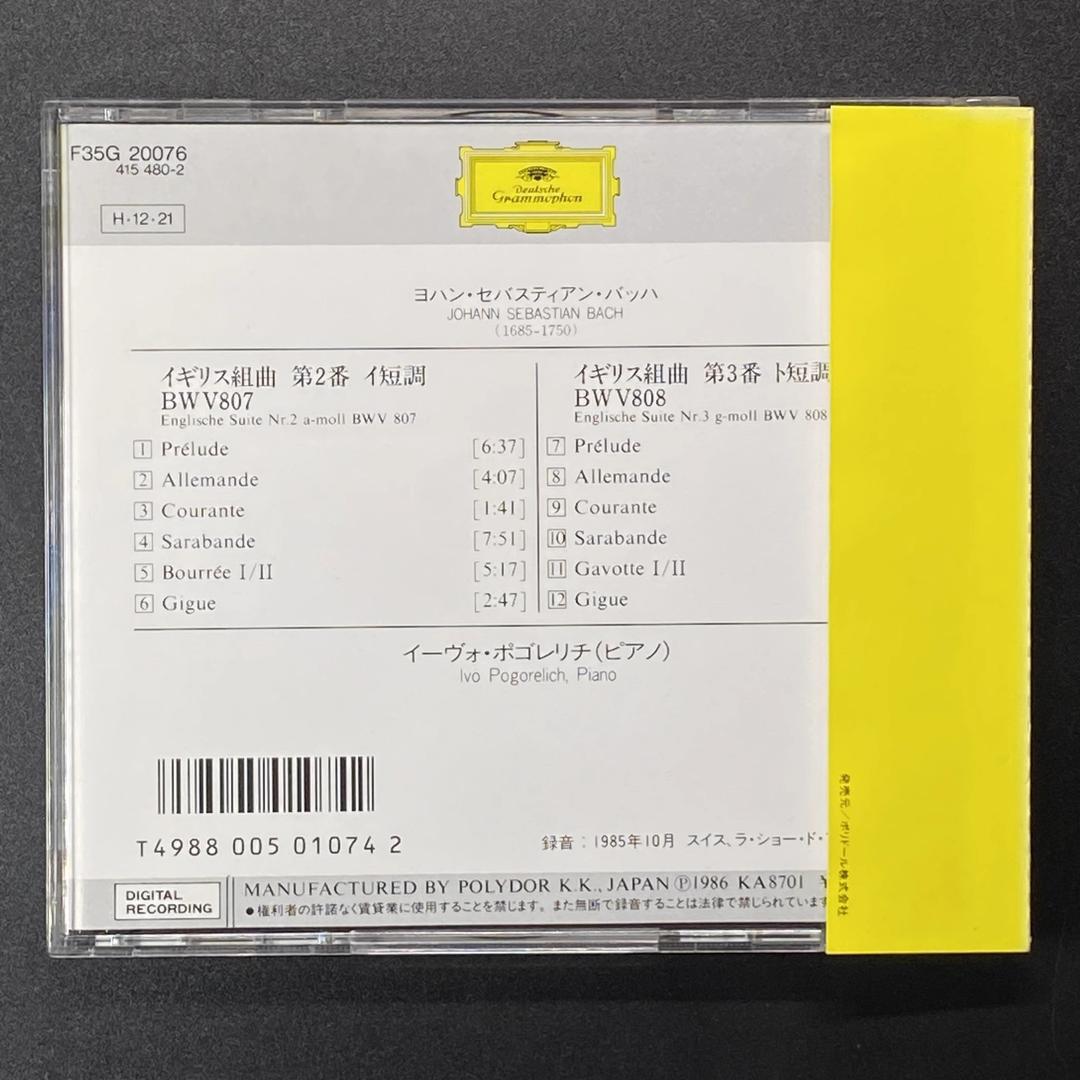 F35G 20076
415 480-2
H・12・21
Deutsche
Grammophon
ヨハン・セバスティアン・バッハ
JOHANN SEBASTIAN BACH
(1685-1750)
イギリス組曲 第2番 イ短調
BWV807
Englische Suite Nr.2 a-moll BWV 807
1 Prélude [6:37]
2 Allemande [4:07]
3 Courante [1:41]
4 Sarabande [7:51]
5 Bourrée I/II [5:17]
6 Gigue [2:47]
イギリス組曲 第3番 ト短調
BWV808
Englische Suite Nr.3 g-moll BWV 808
7 Prélude
8 Allemande
9 Courante
10 Sarabande
11 Gavotte I/II
12 Gigue
イーヴォ・ポゴレリチ(ピアノ)
Ivo Pogorelich, Piano
T4988 005 01074 2
録音:1985年10月 スイス、ラ・ショー・ド・
DIGITAL
RECORDING
MANUFACTURED BY POLYDOR K.K., JAPAN Ⓟ1986 KA8701 ¥
●権利者の許諾なく賃貸業に使用することを禁じます。また無断で録音することは法律で禁じられています
発売元/ポリドール株式会社